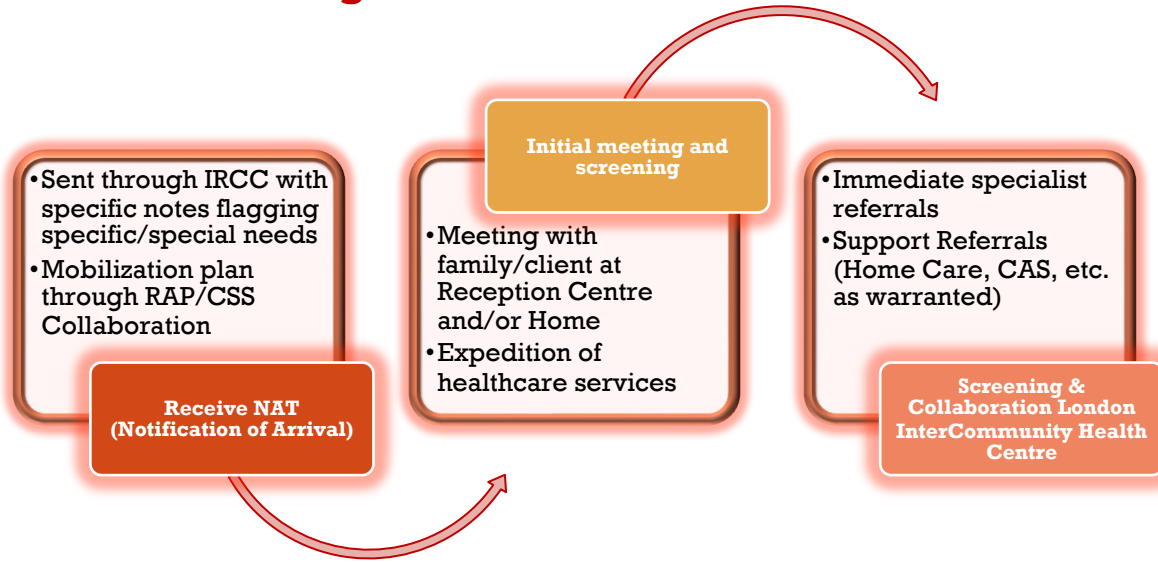 •Sent through IRCC with
specific notes flagging
specific/special needs
•Mobilization plan
through RAP/CSS
Collaboration
Receive NAT
(Notification of Arrival)
Initial meeting and
screening
•Meeting with
family/client at
Reception Centre
and/or Home
•Expedition of
healthcare services
•Immediate specialist
referrals
•Support Referrals
(Home Care, CAS, etc.
as warranted)
Screening &
Collaboration London
InterCommunity Health
Centre